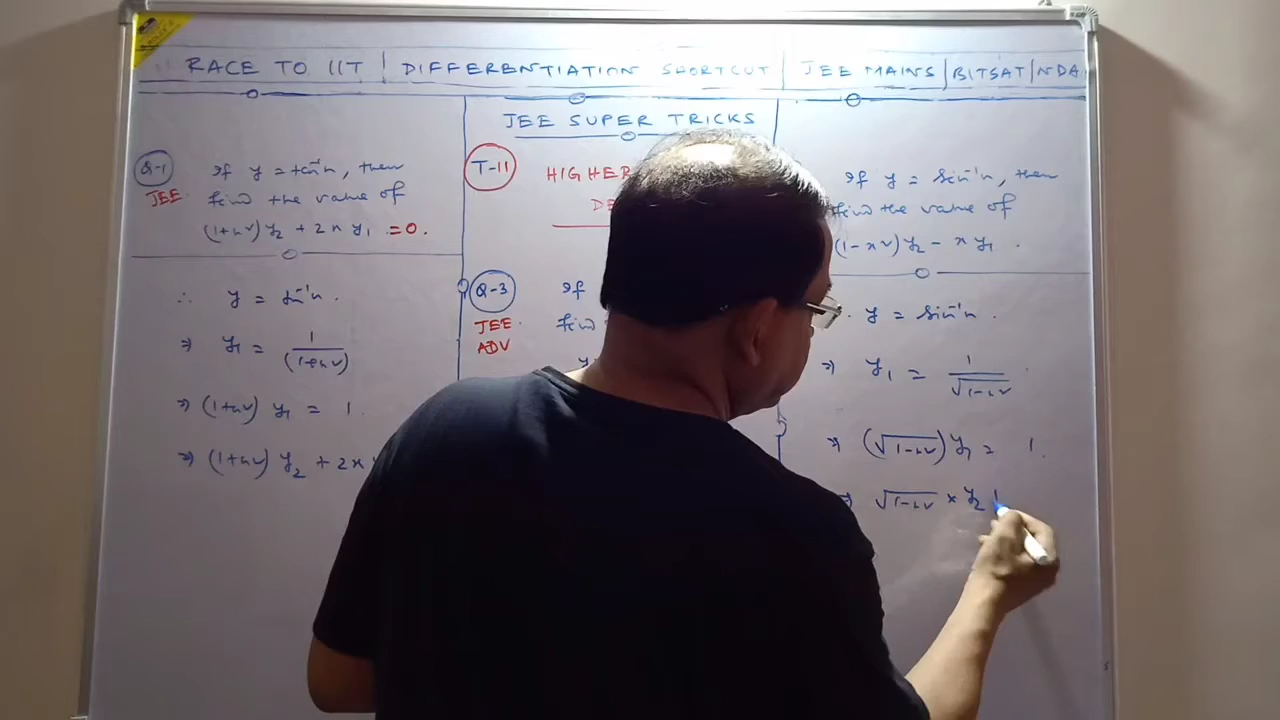 RACE TO IIT | DIFFERENTIATION SHORTCUT | JEE MAINS | BITSAT | NDA
JEE SUPER TRICKS
Q-1
JEE
If y = tan⁻¹x, then
find the value of
(1+x²)y₂ + 2x y₁ = 0.
∴ y = tan⁻¹x.
⇒ y₁ = 1/(1+x²)
⇒ (1+x²) y₁ = 1.
⇒ (1+x²) y₂ + 2x
T-11
HIGHER
DE
Q-3
JEE
ADV
If
find
If y = sin⁻¹x, then
find the value of
(1-x²)y₂ - x y₁.
y = sin⁻¹x.
⇒ y₁ = 1/√1-x²
⇒ (√1-x²)y₁ = 1.
⇒ √1-x² × y₂